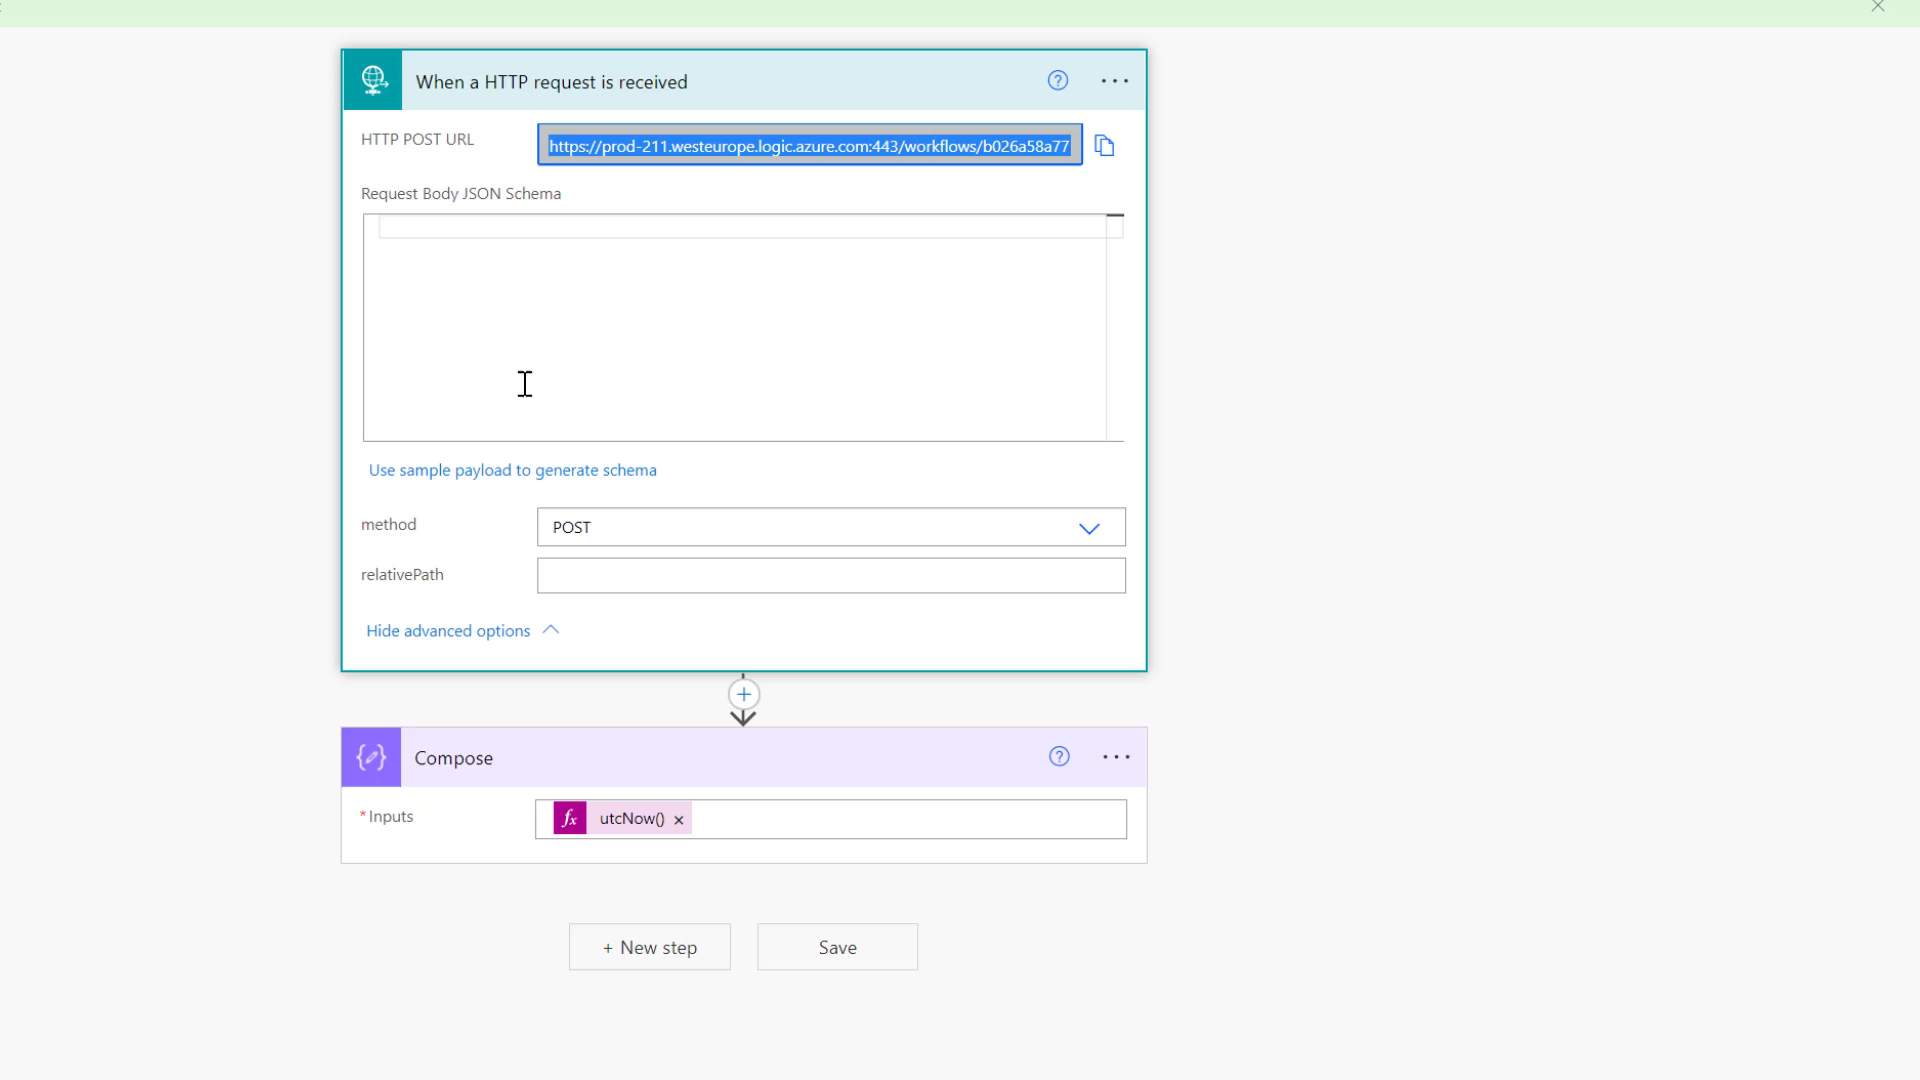 When a HTTP request is received
HTTP POST URL
https://prod-211.westeurope.logic.azure.com:443/workflows/b026a58a77
Request Body JSON Schema
Use sample payload to generate schema
method
POST
relativePath
Hide advanced options
Compose
* Inputs
fx utcNow() ×
+ New step
Save